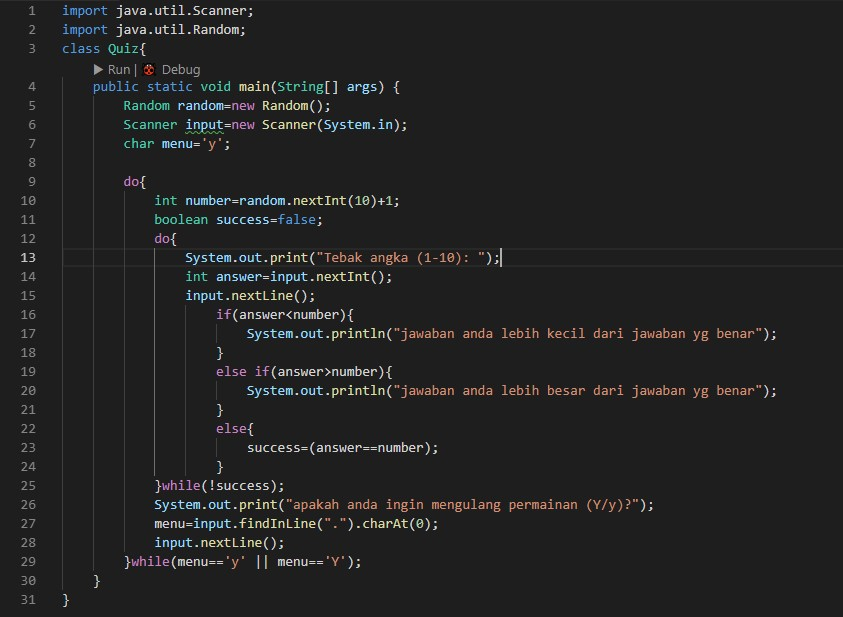 1 import java.util.Scanner;
2 import java.util.Random;
3 class Quiz{
Run | Debug
4 public static void main(String[] args) {
5 Random random=new Random();
6 Scanner input=new Scanner(System.in);
7 char menu='y';
8
9 do{
10 int number=random.nextInt(10)+1;
11 boolean success=false;
12 do{
13 System.out.print("Tebak angka (1-10): ");
14 int answer=input.nextInt();
15 input.nextLine();
16 if(answer<number){
17 System.out.println("jawaban anda lebih kecil dari jawaban yg benar");
18 }
19 else if(answer>number){
20 System.out.println("jawaban anda lebih besar dari jawaban yg benar");
21 }
22 else{
23 success=(answer==number);
24 }
25 }while(!success);
26 System.out.print("apakah anda ingin mengulang permainan (Y/y)?");
27 menu=input.findInLine(".").charAt(0);
28 input.nextLine();
29 }while(menu=='y' || menu=='Y');
30 }
31 }